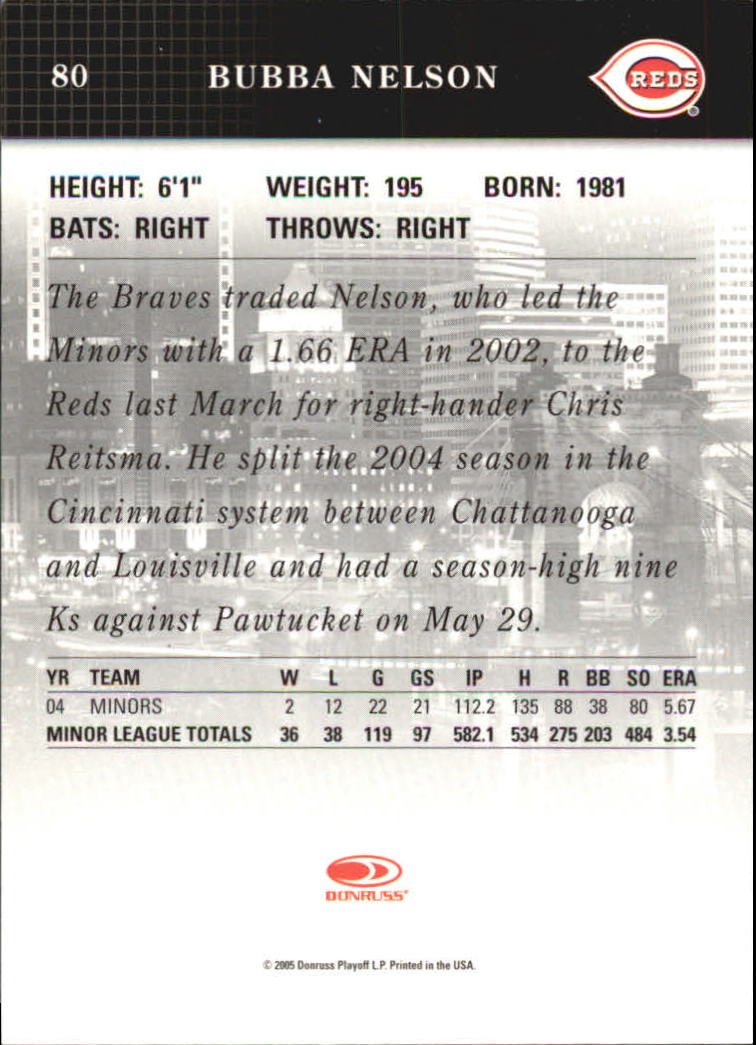 80 BUBBA NELSON REDS
HEIGHT: 6'1" WEIGHT: 195 BORN: 1981
BATS: RIGHT THROWS: RIGHT
The Braves traded Nelson, who led the
Minors with a 1.66 ERA in 2002, to the
Reds last March for right-hander Chris
Reitsma. He split the 2004 season in the
Cincinnati system between Chattanooga
and Louisville and had a season-high nine
Ks against Pawtucket on May 29.
YR TEAM W L G GS IP H R BB SO ERA
04 MINORS 2 12 22 21 112.2 135 88 38 80 5.67
MINOR LEAGUE TOTALS 36 38 119 97 582.1 534 275 203 484 3.54
DONRUSS®
© 2005 Donruss Playoff L.P. Printed in the USA.